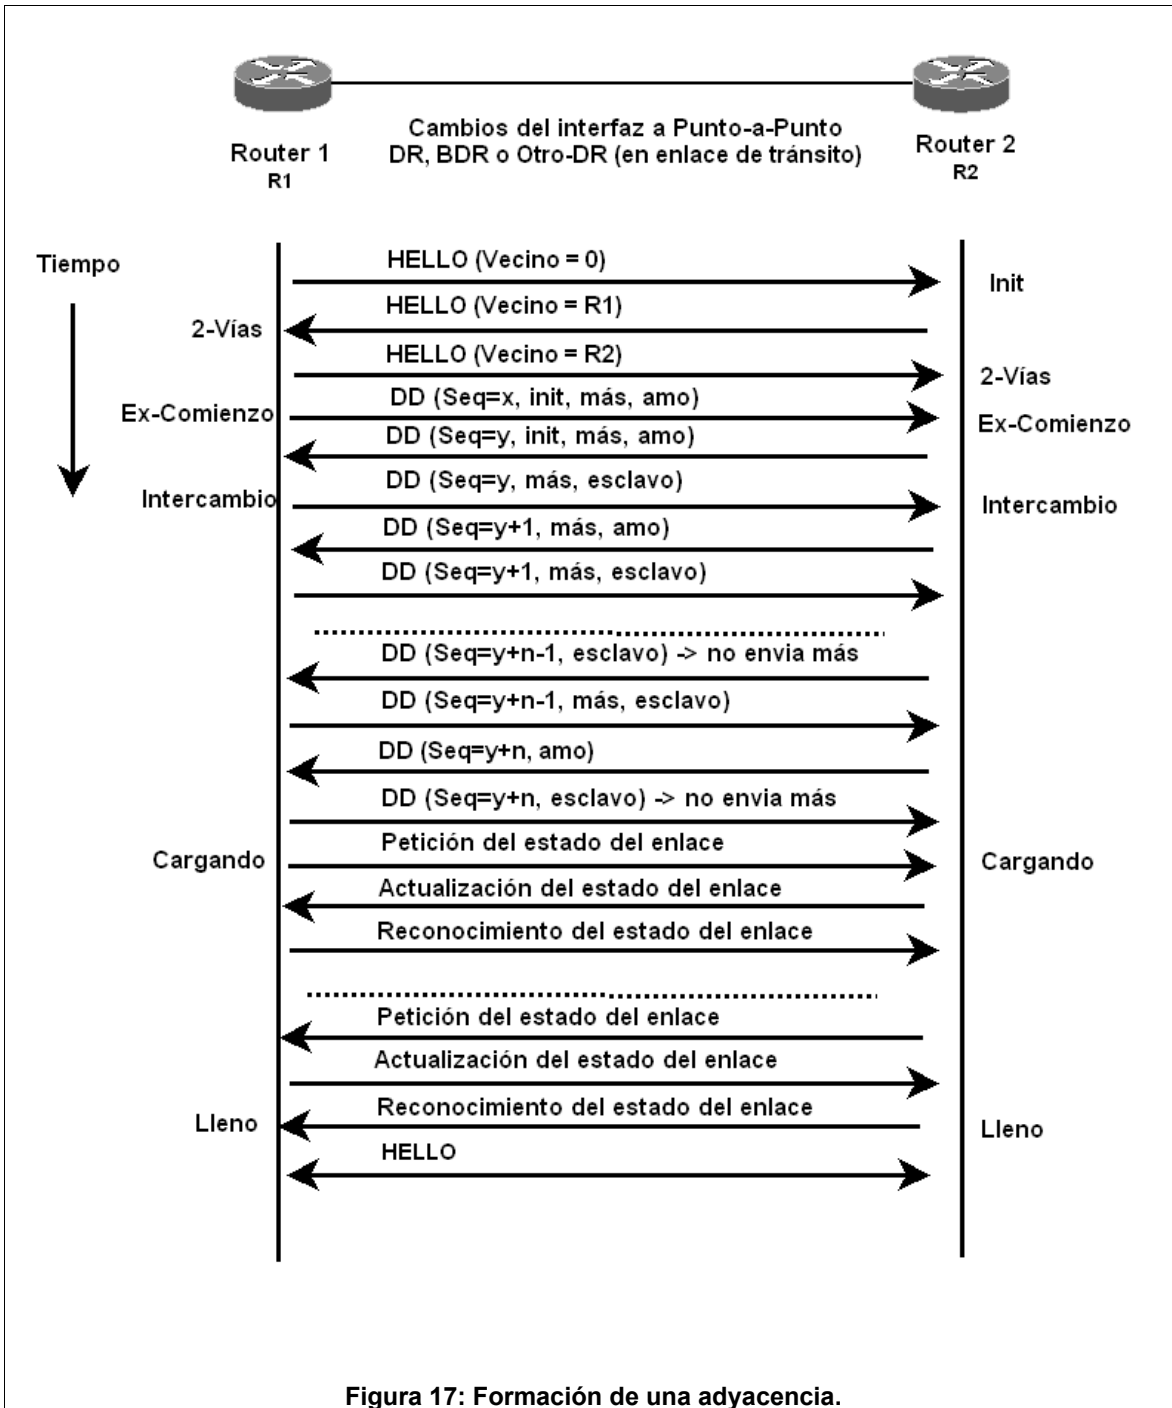 Cambios del interfaz a Punto-a-Punto
DR, BDR o Otro-DR (en enlace de tránsito)
Router 1
R1
Router 2
R2
Tiempo
HELLO (Vecino = 0)
Init
HELLO (Vecino = R1)
2-Vías
HELLO (Vecino = R2)
2-Vías
DD (Seq=x, init, más, amo)
Ex-Comienzo
Ex-Comienzo
DD (Seq=y, init, más, amo)
DD (Seq=y, más, esclavo)
Intercambio
Intercambio
DD (Seq=y+1, más, amo)
DD (Seq=y+1, más, esclavo)
DD (Seq=y+n-1, esclavo) -> no envia más
DD (Seq=y+n-1, más, esclavo)
DD (Seq=y+n, amo)
DD (Seq=y+n, esclavo) -> no envia más
Petición del estado del enlace
Cargando
Cargando
Actualización del estado del enlace
Reconocimiento del estado del enlace
Petición del estado del enlace
Actualización del estado del enlace
Reconocimiento del estado del enlace
Lleno
Lleno
HELLO
Figura 17: Formación de una adyacencia.